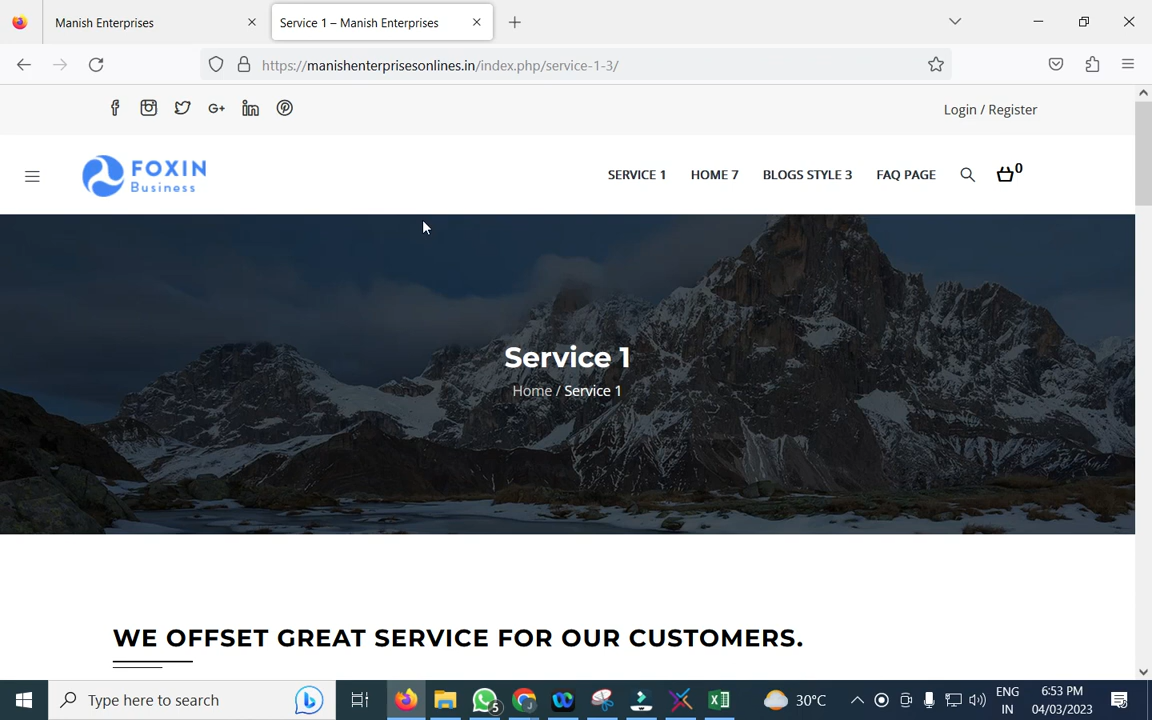 Manish Enterprises
Service 1 – Manish Enterprises
https://manishenterprisesonlines.in/index.php/service-1-3/
Login / Register
FOXIN
Business
SERVICE 1 HOME 7 BLOGS STYLE 3 FAQ PAGE 0
Service 1
Home / Service 1
WE OFFSET GREAT SERVICE FOR OUR CUSTOMERS.
Type here to search
5
30°C
ENG
IN
6:53 PM
04/03/2023